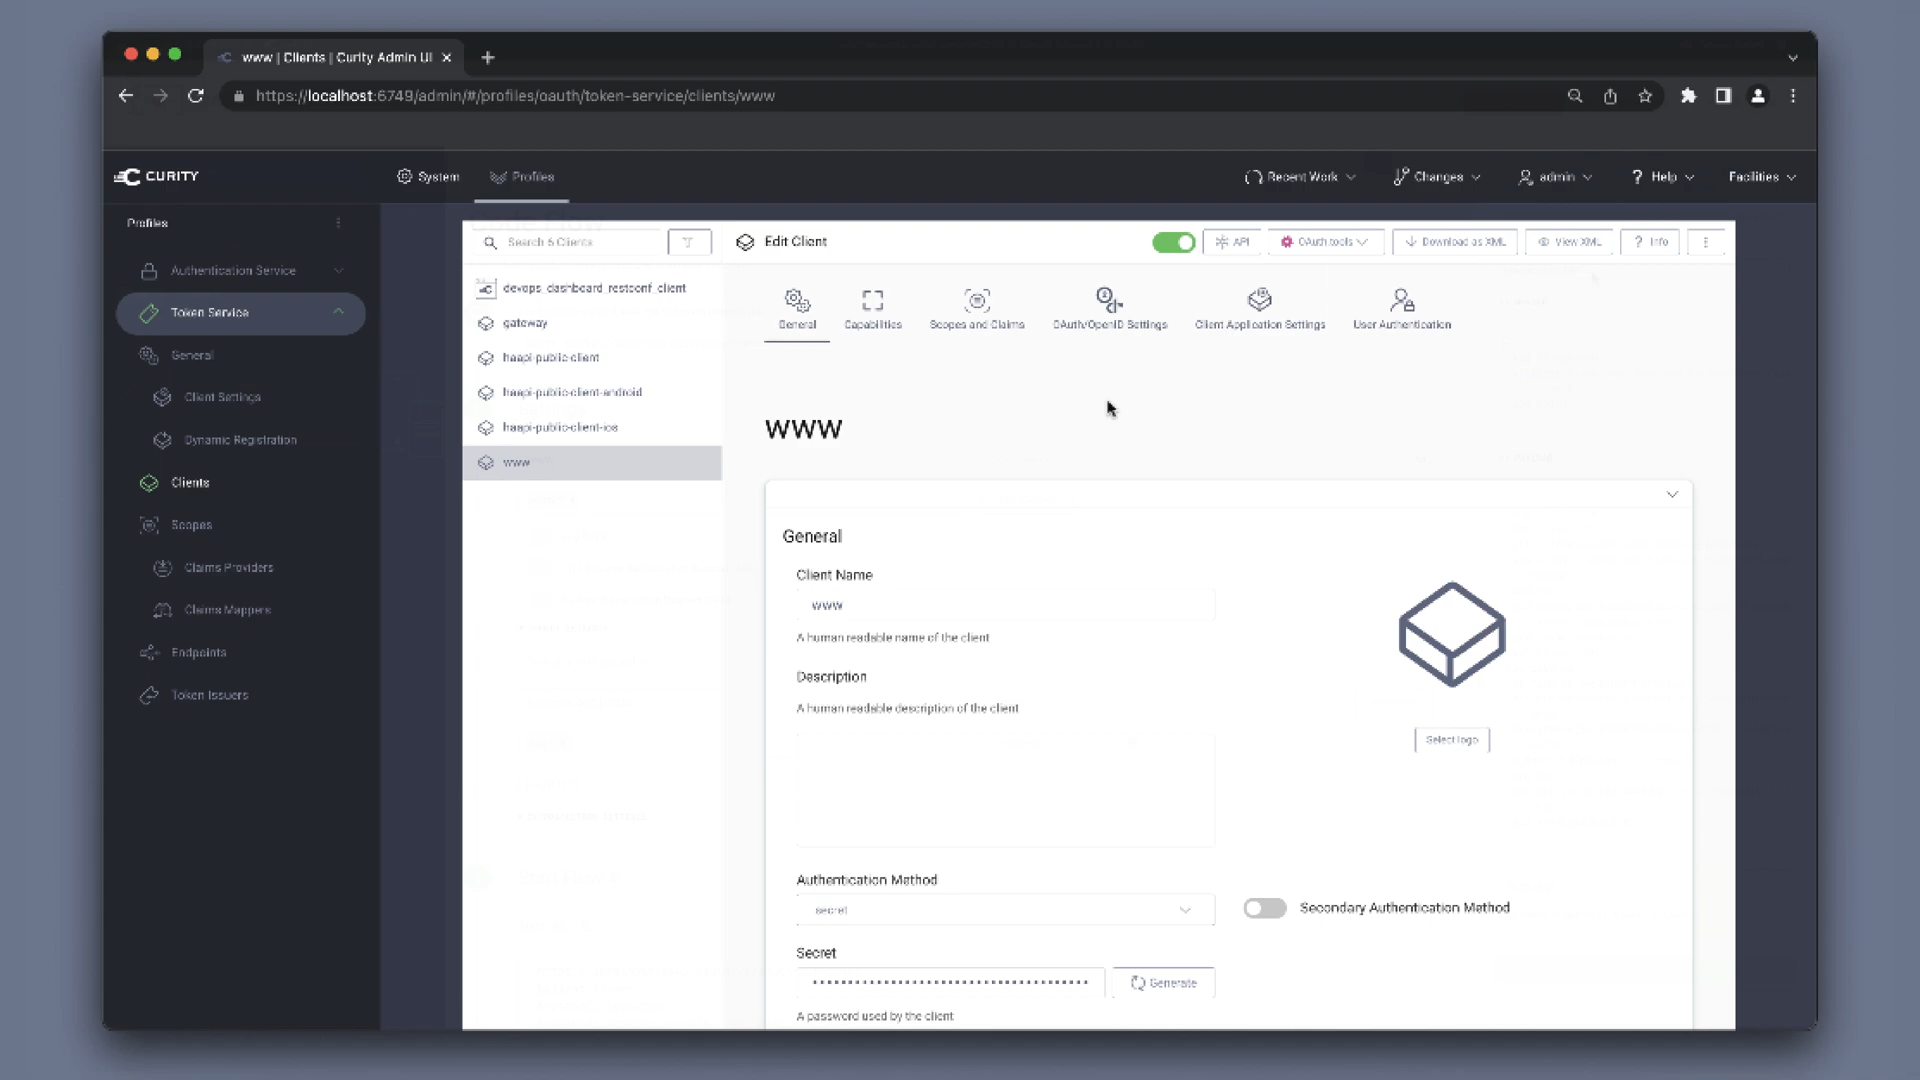 www | Clients | Curity Admin UI
https://localhost:6749/admin/#/profiles/oauth/token-service/clients/www
CURITY
System
Profiles
Recent Work
Changes
admin
? Help
Facilities
Profiles
Authentication Service
Token Service
General
Client Settings
Dynamic Registration
Clients
Scopes
Claims Providers
Claims Mappers
Endpoints
Token Issuers
Search 6 Clients
devops_dashboard_restconf_client
gateway
haapi-public-client
haapi-public-client-android
haapi-public-client-ios
www
Edit Client
API
OAuth.tools
Download as XML
View XML
? Info
General
Capabilities
Scopes and Claims
OAuth/OpenID Settings
Client Application Settings
User Authentication
www
General
Client Name
www
A human readable name of the client
Description
A human readable description of the client
Select logo
Authentication Method
secret
Secondary Authentication Method
Secret
Generate
A password used by the client